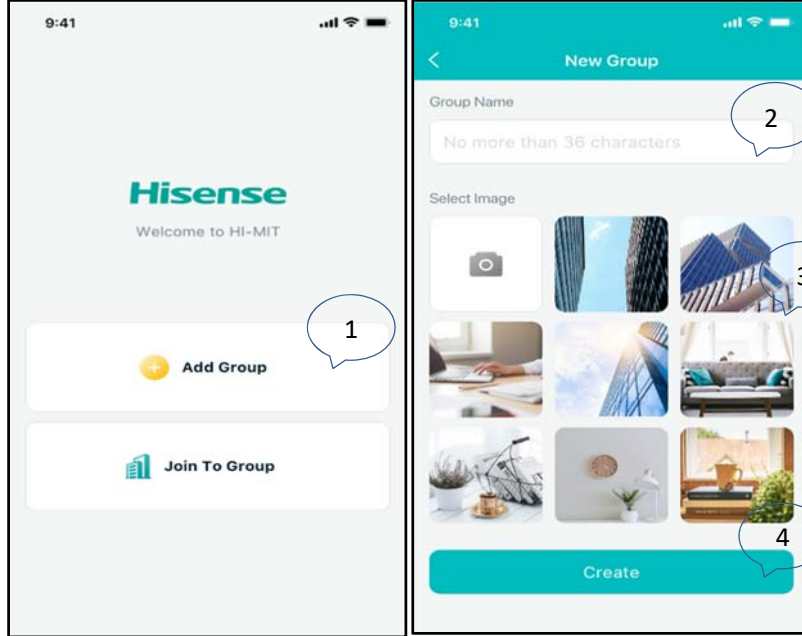 9:41
Hisense
Welcome to HI-MIT
1
Add Group
Join To Group
9:41
New Group
Group Name
2
No more than 36 characters
Select Image
3
4
Create